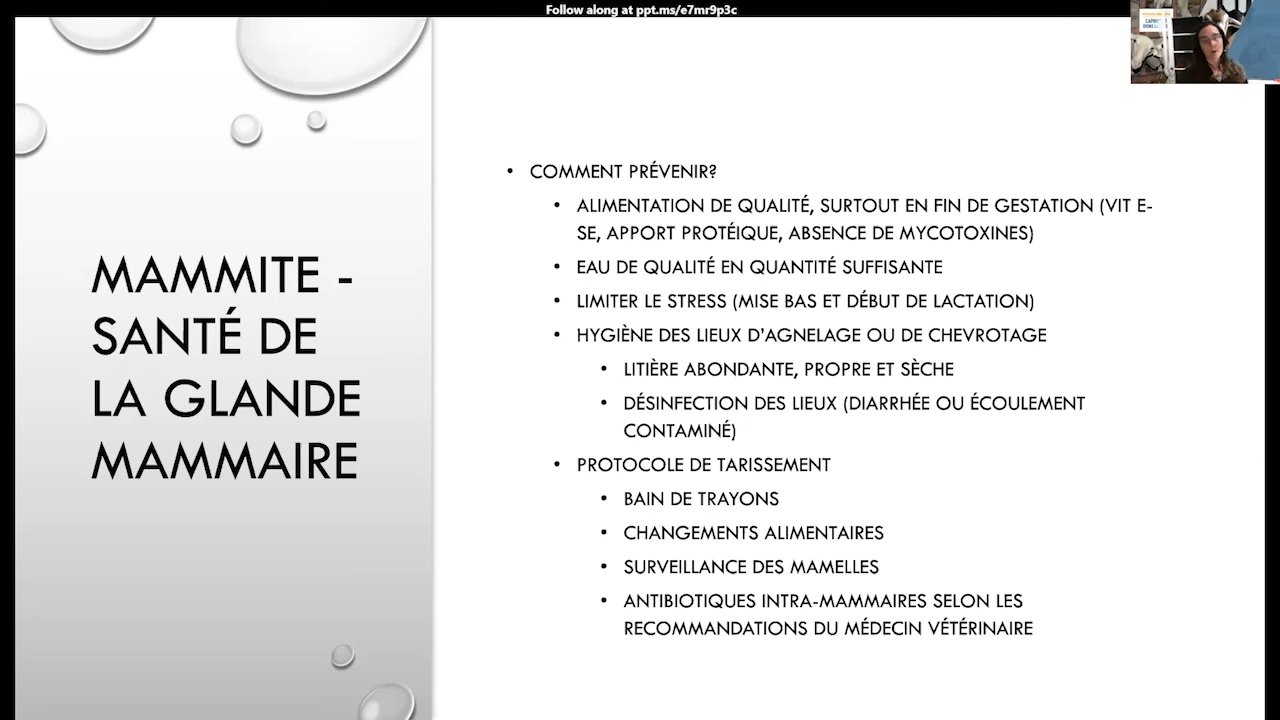 Follow along at ppt.ms/e7mr9p3c
MAMMITE -
SANTÉ DE
LA GLANDE
MAMMAIRE
• COMMENT PRÉVENIR?
• ALIMENTATION DE QUALITÉ, SURTOUT EN FIN DE GESTATION (VIT E-
SE, APPORT PROTÉIQUE, ABSENCE DE MYCOTOXINES)
• EAU DE QUALITÉ EN QUANTITÉ SUFFISANTE
• LIMITER LE STRESS (MISE BAS ET DÉBUT DE LACTATION)
• HYGIÈNE DES LIEUX D'AGNELAGE OU DE CHEVROTAGE
• LITIÈRE ABONDANTE, PROPRE ET SÈCHE
• DÉSINFECTION DES LIEUX (DIARRHÉE OU ÉCOULEMENT
CONTAMINÉ)
• PROTOCOLE DE TARISSEMENT
• BAIN DE TRAYONS
• CHANGEMENTS ALIMENTAIRES
• SURVEILLANCE DES MAMELLES
• ANTIBIOTIQUES INTRA-MAMMAIRES SELON LES
RECOMMANDATIONS DU MÉDECIN VÉTÉRINAIRE